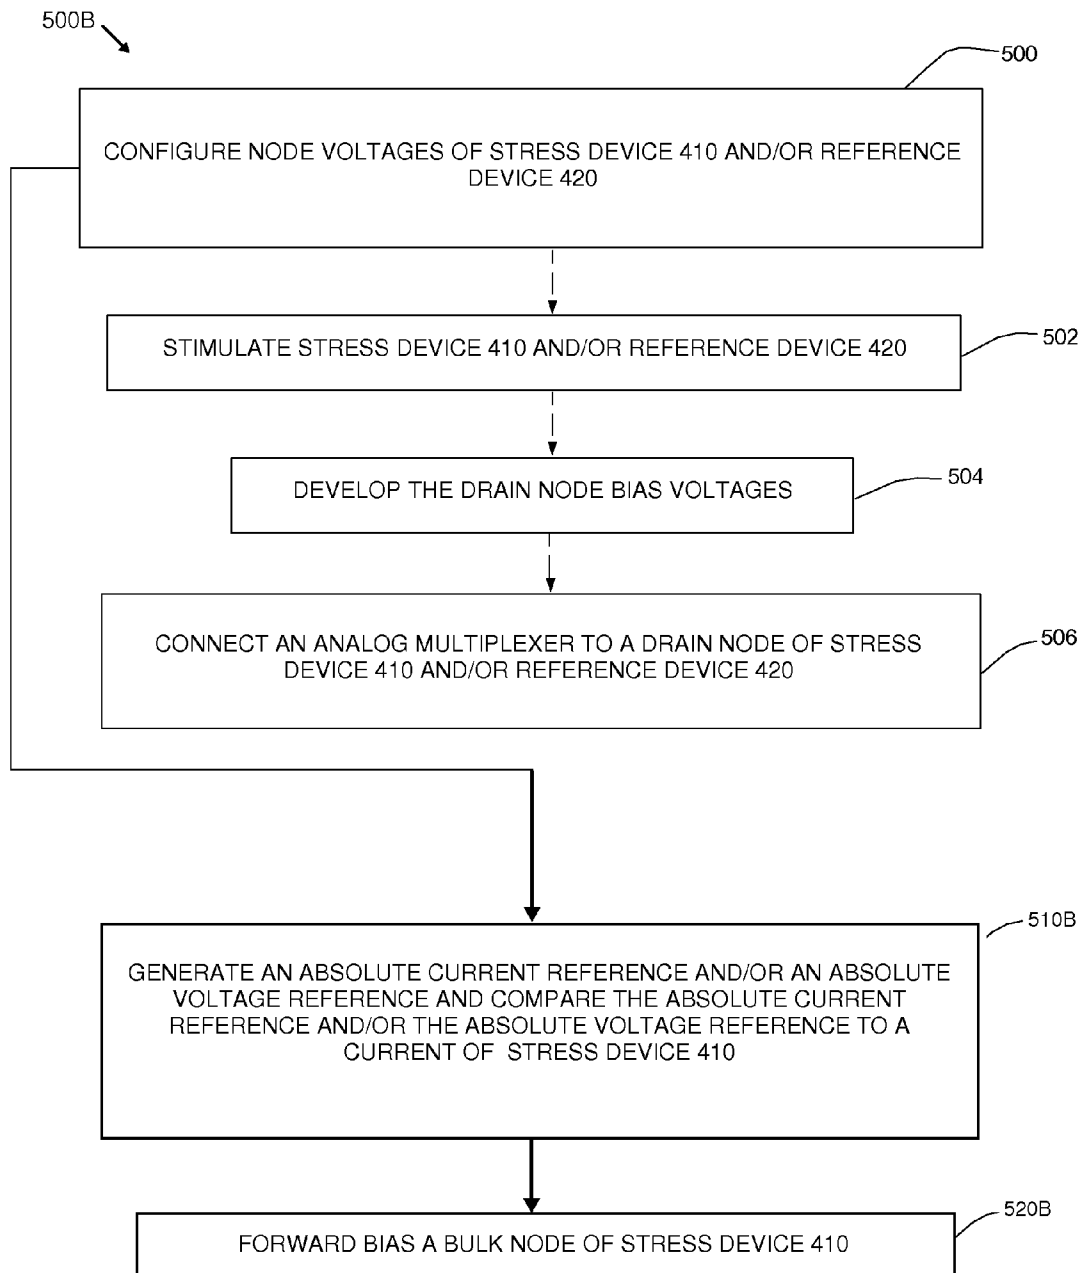 500B
500
CONFIGURE NODE VOLTAGES OF STRESS DEVICE 410 AND/OR REFERENCE
DEVICE 420
STIMULATE STRESS DEVICE 410 AND/OR REFERENCE DEVICE 420
502
DEVELOP THE DRAIN NODE BIAS VOLTAGES
504
CONNECT AN ANALOG MULTIPLEXER TO A DRAIN NODE OF STRESS
DEVICE 410 AND/OR REFERENCE DEVICE 420
506
510B
GENERATE AN ABSOLUTE CURRENT REFERENCE AND/OR AN ABSOLUTE
VOLTAGE REFERENCE AND COMPARE THE ABSOLUTE CURRENT
REFERENCE AND/OR THE ABSOLUTE VOLTAGE REFERENCE TO A
CURRENT OF STRESS DEVICE 410
520B
FORWARD BIAS A BULK NODE OF STRESS DEVICE 410